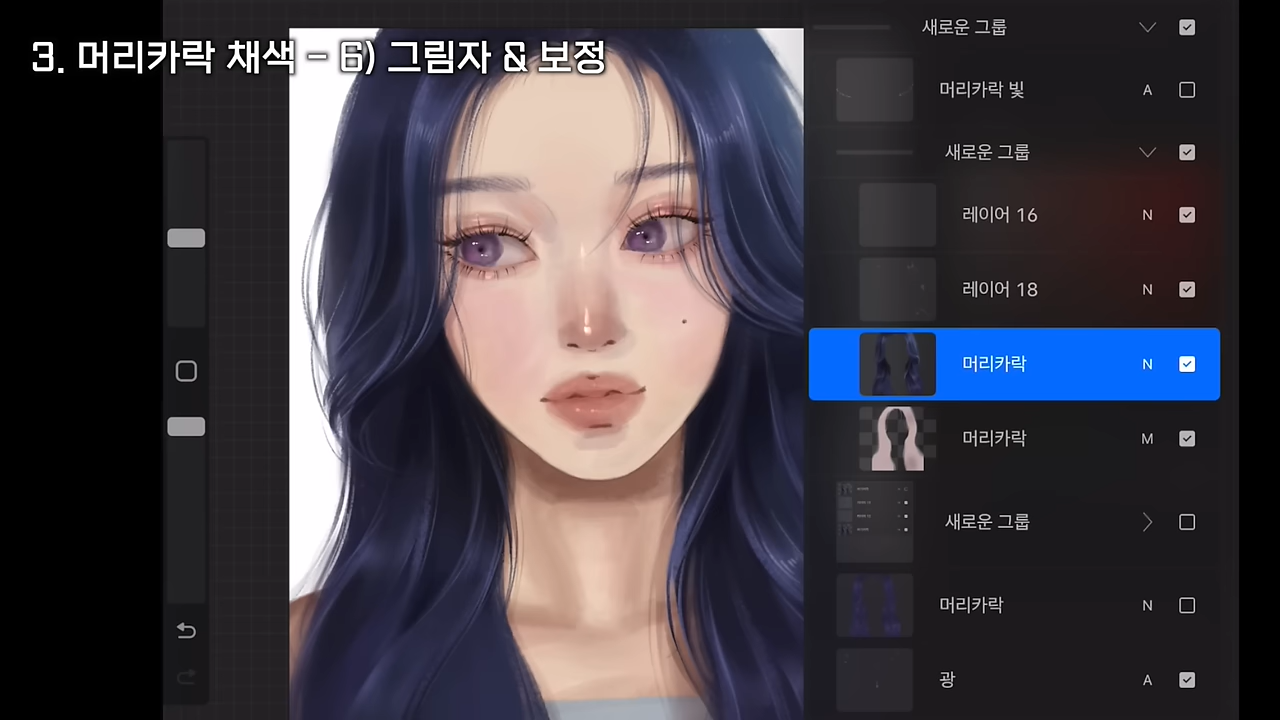 3. 머리카락 채색 - 6) 그림자 & 보정
새로운 그룹
머리카락 빛 A
새로운 그룹
레이어 16 N
레이어 18 N
머리카락 N
머리카락 M
새로운 그룹
머리카락 N
광 A